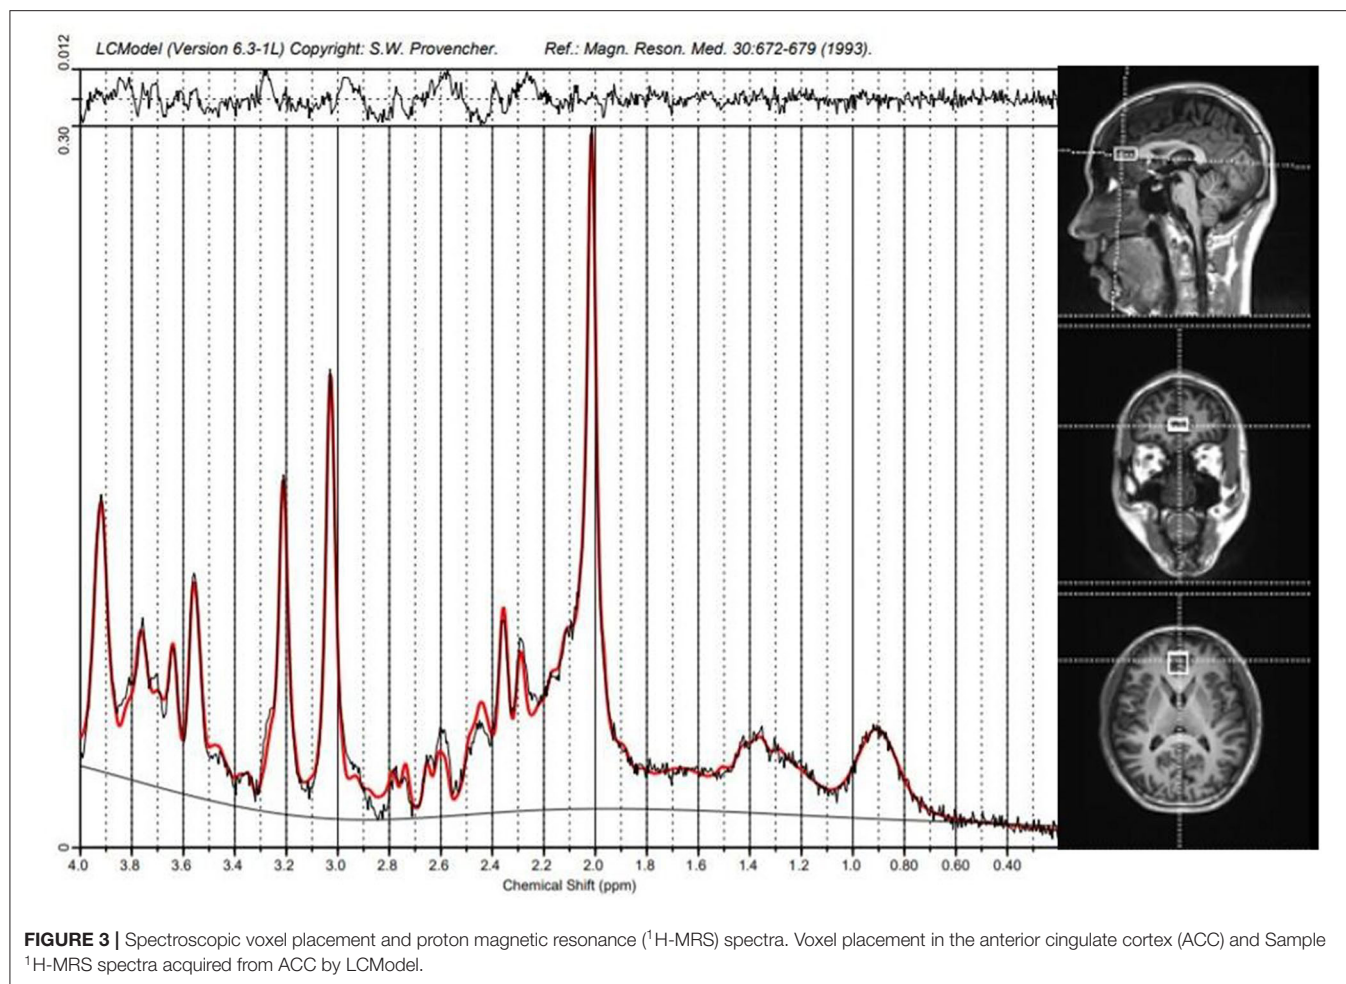 LCModel (Version 6.3-1L) Copyright: S.W. Provencher. Ref.: Magn. Reson. Med. 30:672-679 (1993).
0.012
0.30
0
4.0 3.8 3.6 3.4 3.2 3.0 2.8 2.6 2.4 2.2 2.0 1.8 1.6 1.4 1.2 1.0 0.80 0.60 0.40
Chemical Shift (ppm)
FIGURE 3 | Spectroscopic voxel placement and proton magnetic resonance (¹H-MRS) spectra. Voxel placement in the anterior cingulate cortex (ACC) and Sample
¹H-MRS spectra acquired from ACC by LCModel.